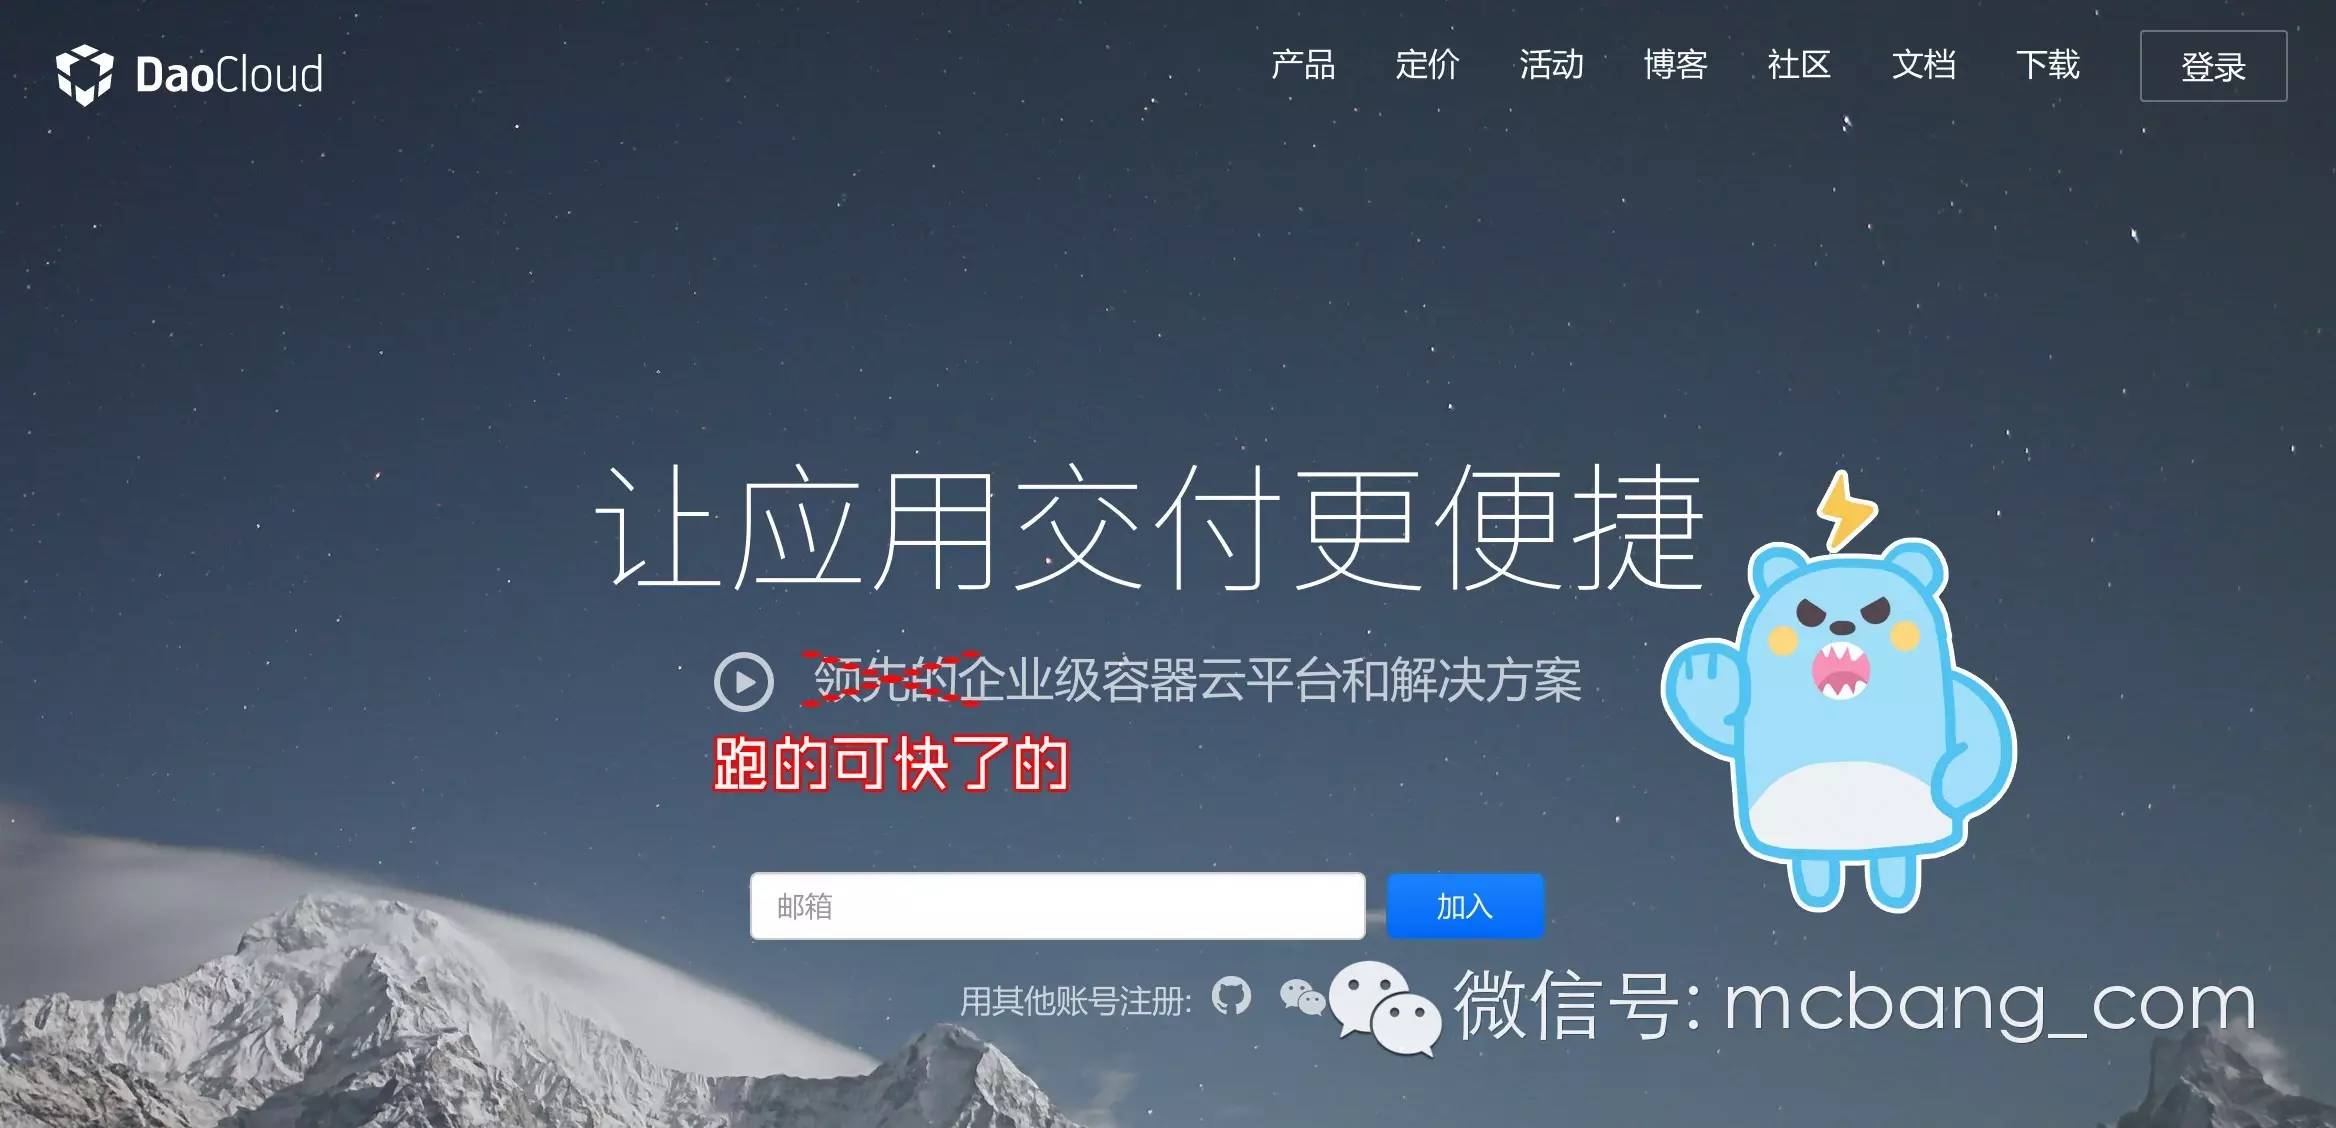 DaoCloud
产品 定价 活动 博客 社区 文档 下载 登录
让应用交付更便捷
领先的企业级容器云平台和解决方案
跑的可快了的
邮箱 加入
用其他账号注册:
微信号: mcbang_com